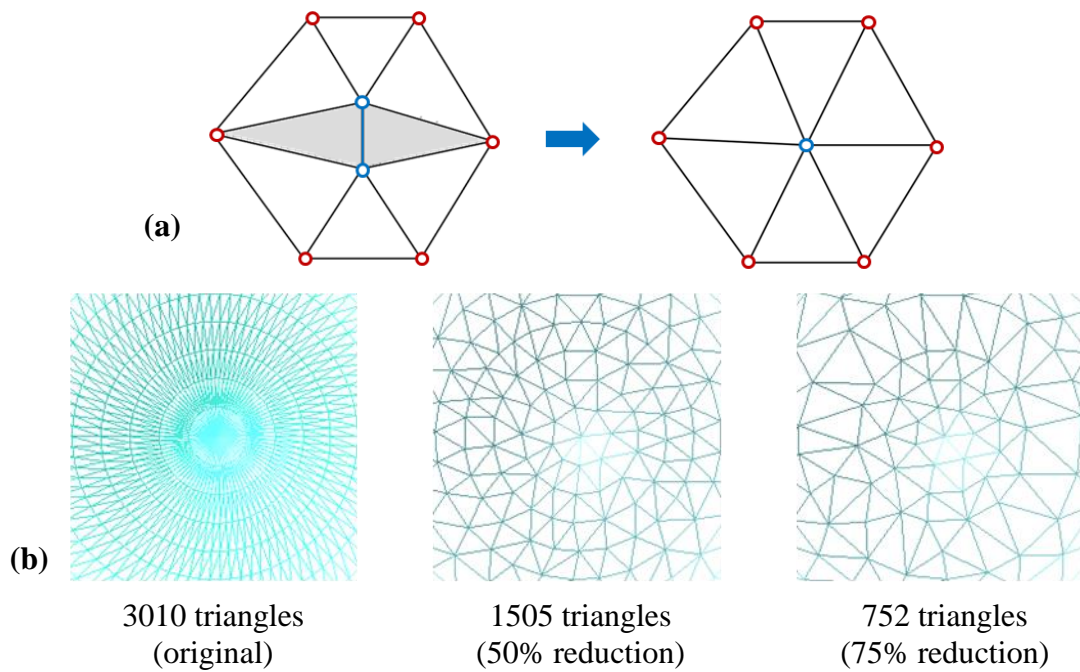 (a)
(b)
3010 triangles
(original)
1505 triangles
(50% reduction)
752 triangles
(75% reduction)